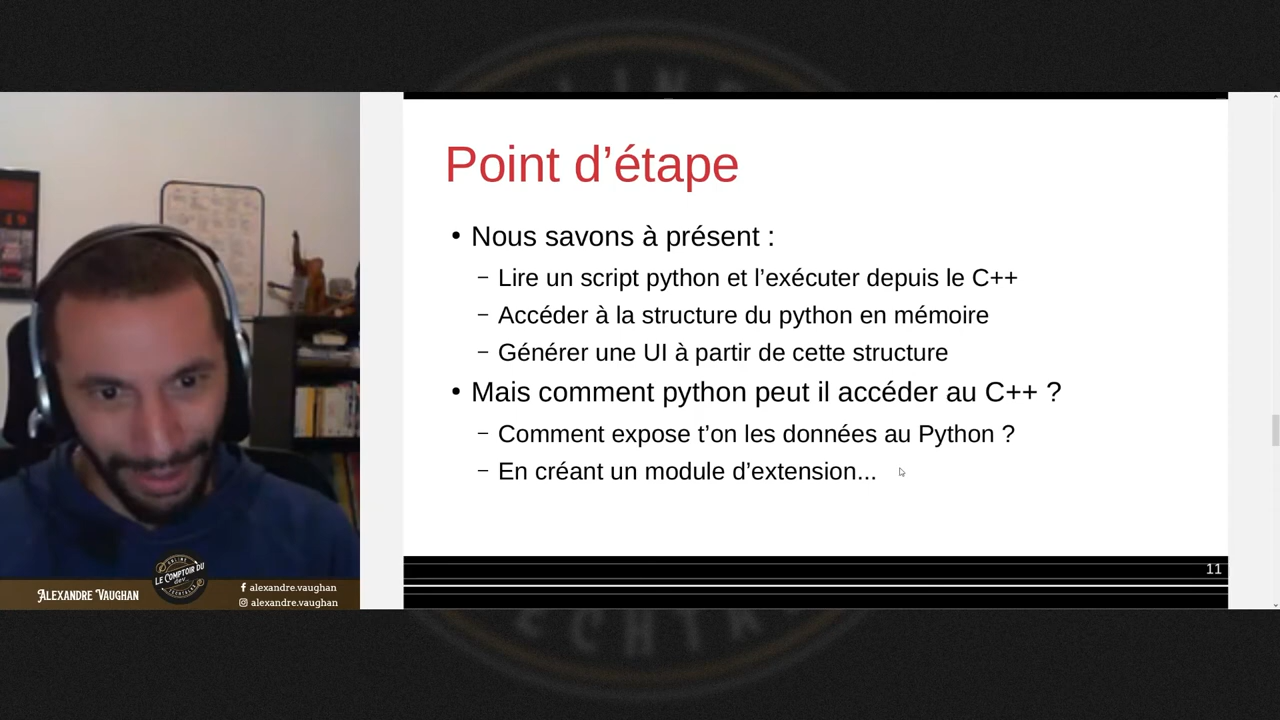 Point d’étape
• Nous savons à présent :
– Lire un script python et l’exécuter depuis le C++
– Accéder à la structure du python en mémoire
– Générer une UI à partir de cette structure
• Mais comment python peut il accéder au C++ ?
– Comment expose t’on les données au Python ?
– En créant un module d’extension...
11
ALEXANDRE VAUGHAN
LE COMPTOIR DU
dev
alexandre.vaughan
alexandre.vaughan